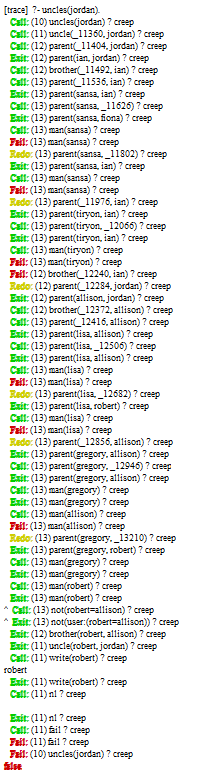 [trace]  ?- uncles(jordan).
Call: (10) uncles(jordan) ? creep
Call: (11) uncle(_11360, jordan) ? creep
Call: (12) parent(_11404, jordan) ? creep
Exit: (12) parent(ian, jordan) ? creep
Call: (12) brother(_11492, ian) ? creep
Call: (13) parent(_11536, ian) ? creep
Exit: (13) parent(sansa, ian) ? creep
Call: (13) parent(sansa, _11626) ? creep
Exit: (13) parent(sansa, fiona) ? creep
Call: (13) man(sansa) ? creep
Fail: (13) man(sansa) ? creep
Redo: (13) parent(sansa, _11802) ? creep
Exit: (13) parent(sansa, ian) ? creep
Call: (13) man(sansa) ? creep
Fail: (13) man(sansa) ? creep
Redo: (13) parent(_11976, ian) ? creep
Exit: (13) parent(tiryon, ian) ? creep
Call: (13) parent(tiryon, _12066) ? creep
Exit: (13) parent(tiryon, ian) ? creep
Call: (13) man(tiryon) ? creep
Fail: (13) man(tiryon) ? creep
Fail: (12) brother(_12240, ian) ? creep
Redo: (12) parent(_12284, jordan) ? creep
Exit: (12) parent(allison, jordan) ? creep
Call: (12) brother(_12372, allison) ? creep
Call: (13) parent(_12416, allison) ? creep
Exit: (13) parent(lisa, allison) ? creep
Call: (13) parent(lisa, _12506) ? creep
Exit: (13) parent(lisa, allison) ? creep
Call: (13) man(lisa) ? creep
Fail: (13) man(lisa) ? creep
Redo: (13) parent(lisa, _12682) ? creep
Exit: (13) parent(lisa, robert) ? creep
Call: (13) man(lisa) ? creep
Fail: (13) man(lisa) ? creep
Redo: (13) parent(_12856, allison) ? creep
Exit: (13) parent(gregory, allison) ? creep
Call: (13) parent(gregory, _12946) ? creep
Exit: (13) parent(gregory, allison) ? creep
Call: (13) man(gregory) ? creep
Exit: (13) man(gregory) ? creep
Call: (13) man(allison) ? creep
Fail: (13) man(allison) ? creep
Redo: (13) parent(gregory, _13210) ? creep
Exit: (13) parent(gregory, robert) ? creep
Call: (13) man(gregory) ? creep
Exit: (13) man(gregory) ? creep
Call: (13) man(robert) ? creep
Exit: (13) man(robert) ? creep
^ Call: (13) not(robert=allison) ? creep
^ Exit: (13) not(user:(robert=allison)) ? creep
Exit: (12) brother(robert, allison) ? creep
Exit: (11) uncle(robert, jordan) ? creep
Call: (11) write(robert) ? creep
robert
Exit: (11) write(robert) ? creep
Call: (11) nl ? creep
Exit: (11) nl ? creep
Call: (11) fail ? creep
Fail: (11) fail ? creep
Fail: (10) uncles(jordan) ? creep
false